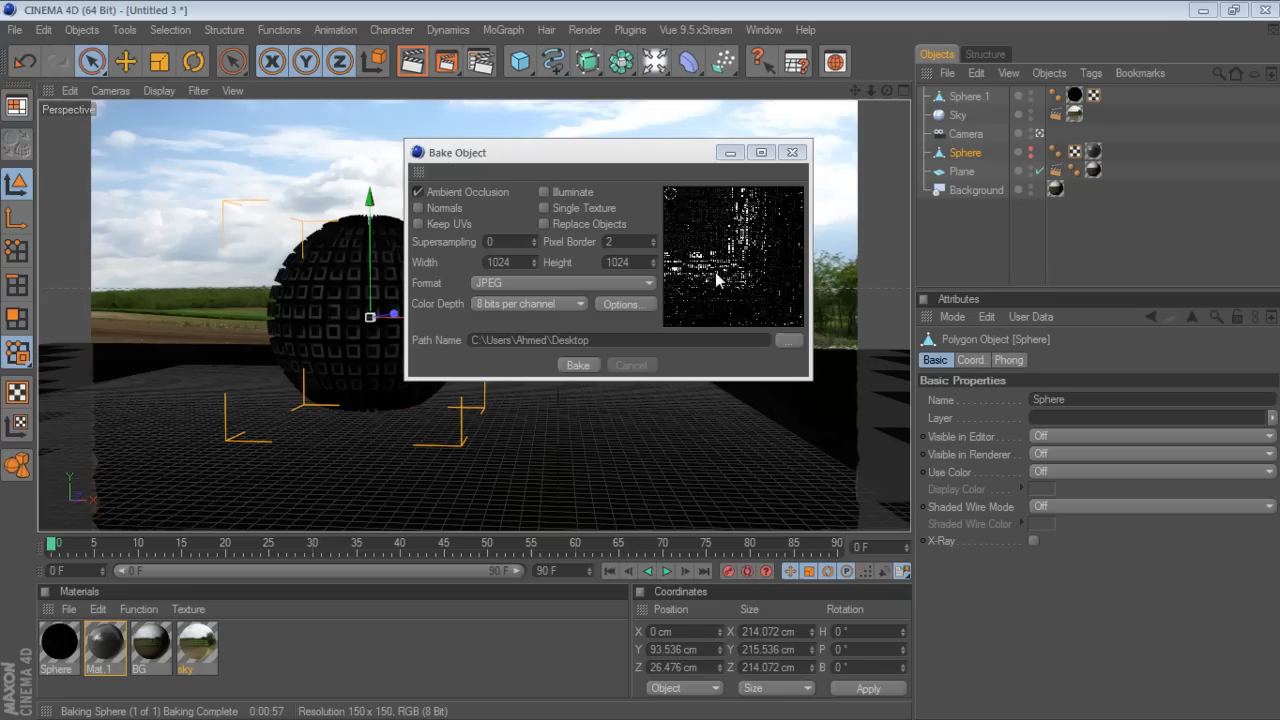 CINEMA 4D (64 Bit) - [Untitled 3 *]
File Edit Objects Tools Selection Structure Functions Animation Character Dynamics MoGraph Hair Render Plugins Vue 9.5 xStream Window Help
X Y Z
Edit Cameras Display Filter View
Perspective
Bake Object
Ambient Occlusion Illuminate
Normals Single Texture
Keep UVs Replace Objects
Supersampling 0 Pixel Border 2
Width 1024 Height 1024
Format JPEG
Color Depth 8 bits per channel Options...
Path Name C:\Users\Ahmed\Desktop ...
Bake Cancel
Y
Z X
Objects Structure
File Edit View Objects Tags Bookmarks
Sphere 1
Sky
Camera
Sphere
Plane
Background
Attributes
Mode Edit User Data
Polygon Object [Sphere]
Basic Coord. Phong
Basic Properties
Name Sphere
Layer
Visible in Editor Off
Visible in Renderer Off
Use Color Off
Display Color
Shaded Wire Mode Off
Shaded Wire Color
X-Ray
0 5 10 15 20 25 30 35 40 45 50 55 60 65 70 75 80 85 90 0 F
0 F 0 F 90 F 90 F
P
Materials
File Edit Function Texture
Sphere Mat.1 BG sky
Coordinates
Position Size Rotation
X 0 cm X 214.072 cm H 0 °
Y 93.536 cm Y 215.536 cm P 0 °
Z 26.476 cm Z 214.072 cm B 0 °
Object Size Apply
MAXON
CINEMA 4D
Baking Sphere (1 of 1) Baking Complete 0:00:57 Resolution 150 x 150, RGB (8 Bit)